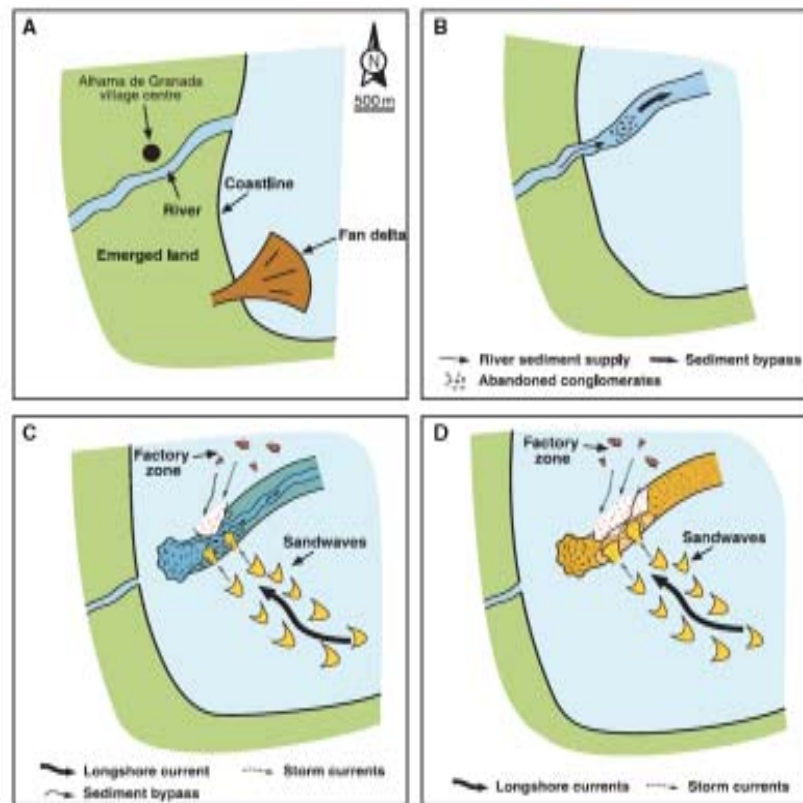 A
Alhama de Granada
village centre
N
500m
River
Coastline
Fan delta
Emerged land
B
River sediment supply
Sediment bypass
Abandoned conglomerates
C
Factory
zone
Sandwaves
Longshore current
Storm currents
Sediment bypass
D
Factory
zone
Sandwaves
Longshore currents
Storm currents